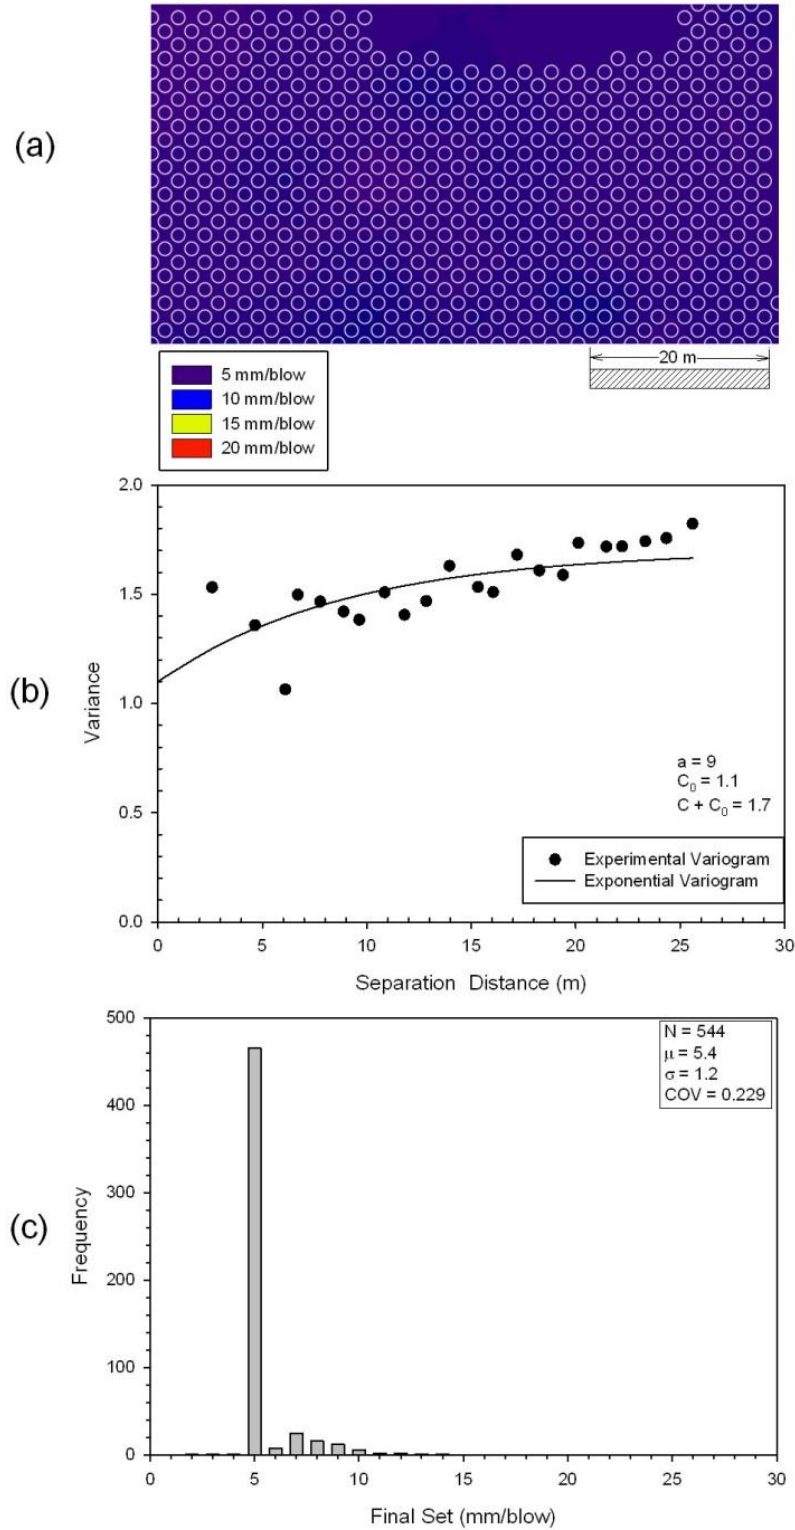 (a)
20 m
5 mm/blow
10 mm/blow
15 mm/blow
20 mm/blow
(b)
2.0
1.5
1.0
0.5
0.0
Variance
a = 9
C₀ = 1.1
C + C₀ = 1.7
Experimental Variogram
Exponential Variogram
0 5 10 15 20 25 30
Separation Distance (m)
(c)
500
400
300
200
100
0
Frequency
N = 544
μ = 5.4
σ = 1.2
COV = 0.229
0 5 10 15 20 25 30
Final Set (mm/blow)